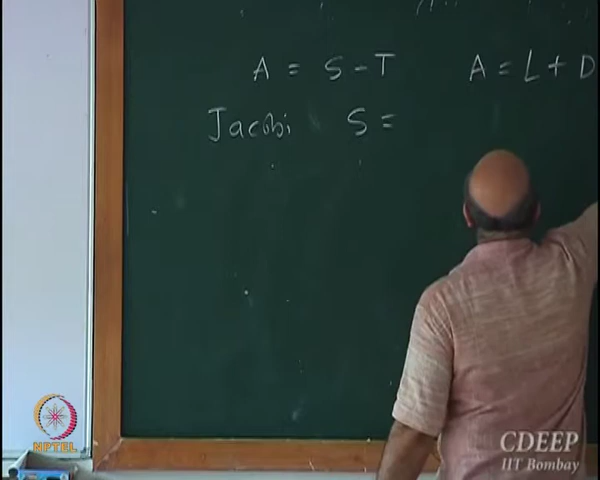 A = S - T A = L + D
Jacobi S =
NPTEL
CDEEP
IIT Bombay